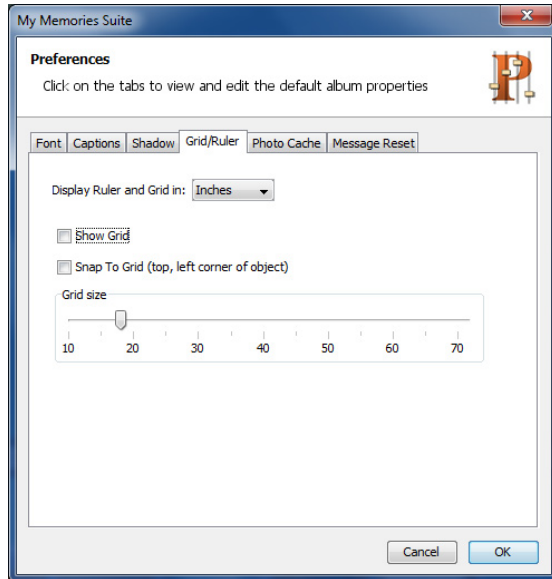 My Memories Suite
Preferences
Click on the tabs to view and edit the default album properties
P
Font Captions Shadow Grid/Ruler Photo Cache Message Reset
Display Ruler and Grid in: Inches
Show Grid
Snap To Grid (top, left corner of object)
Grid size
10 20 30 40 50 60 70
Cancel OK